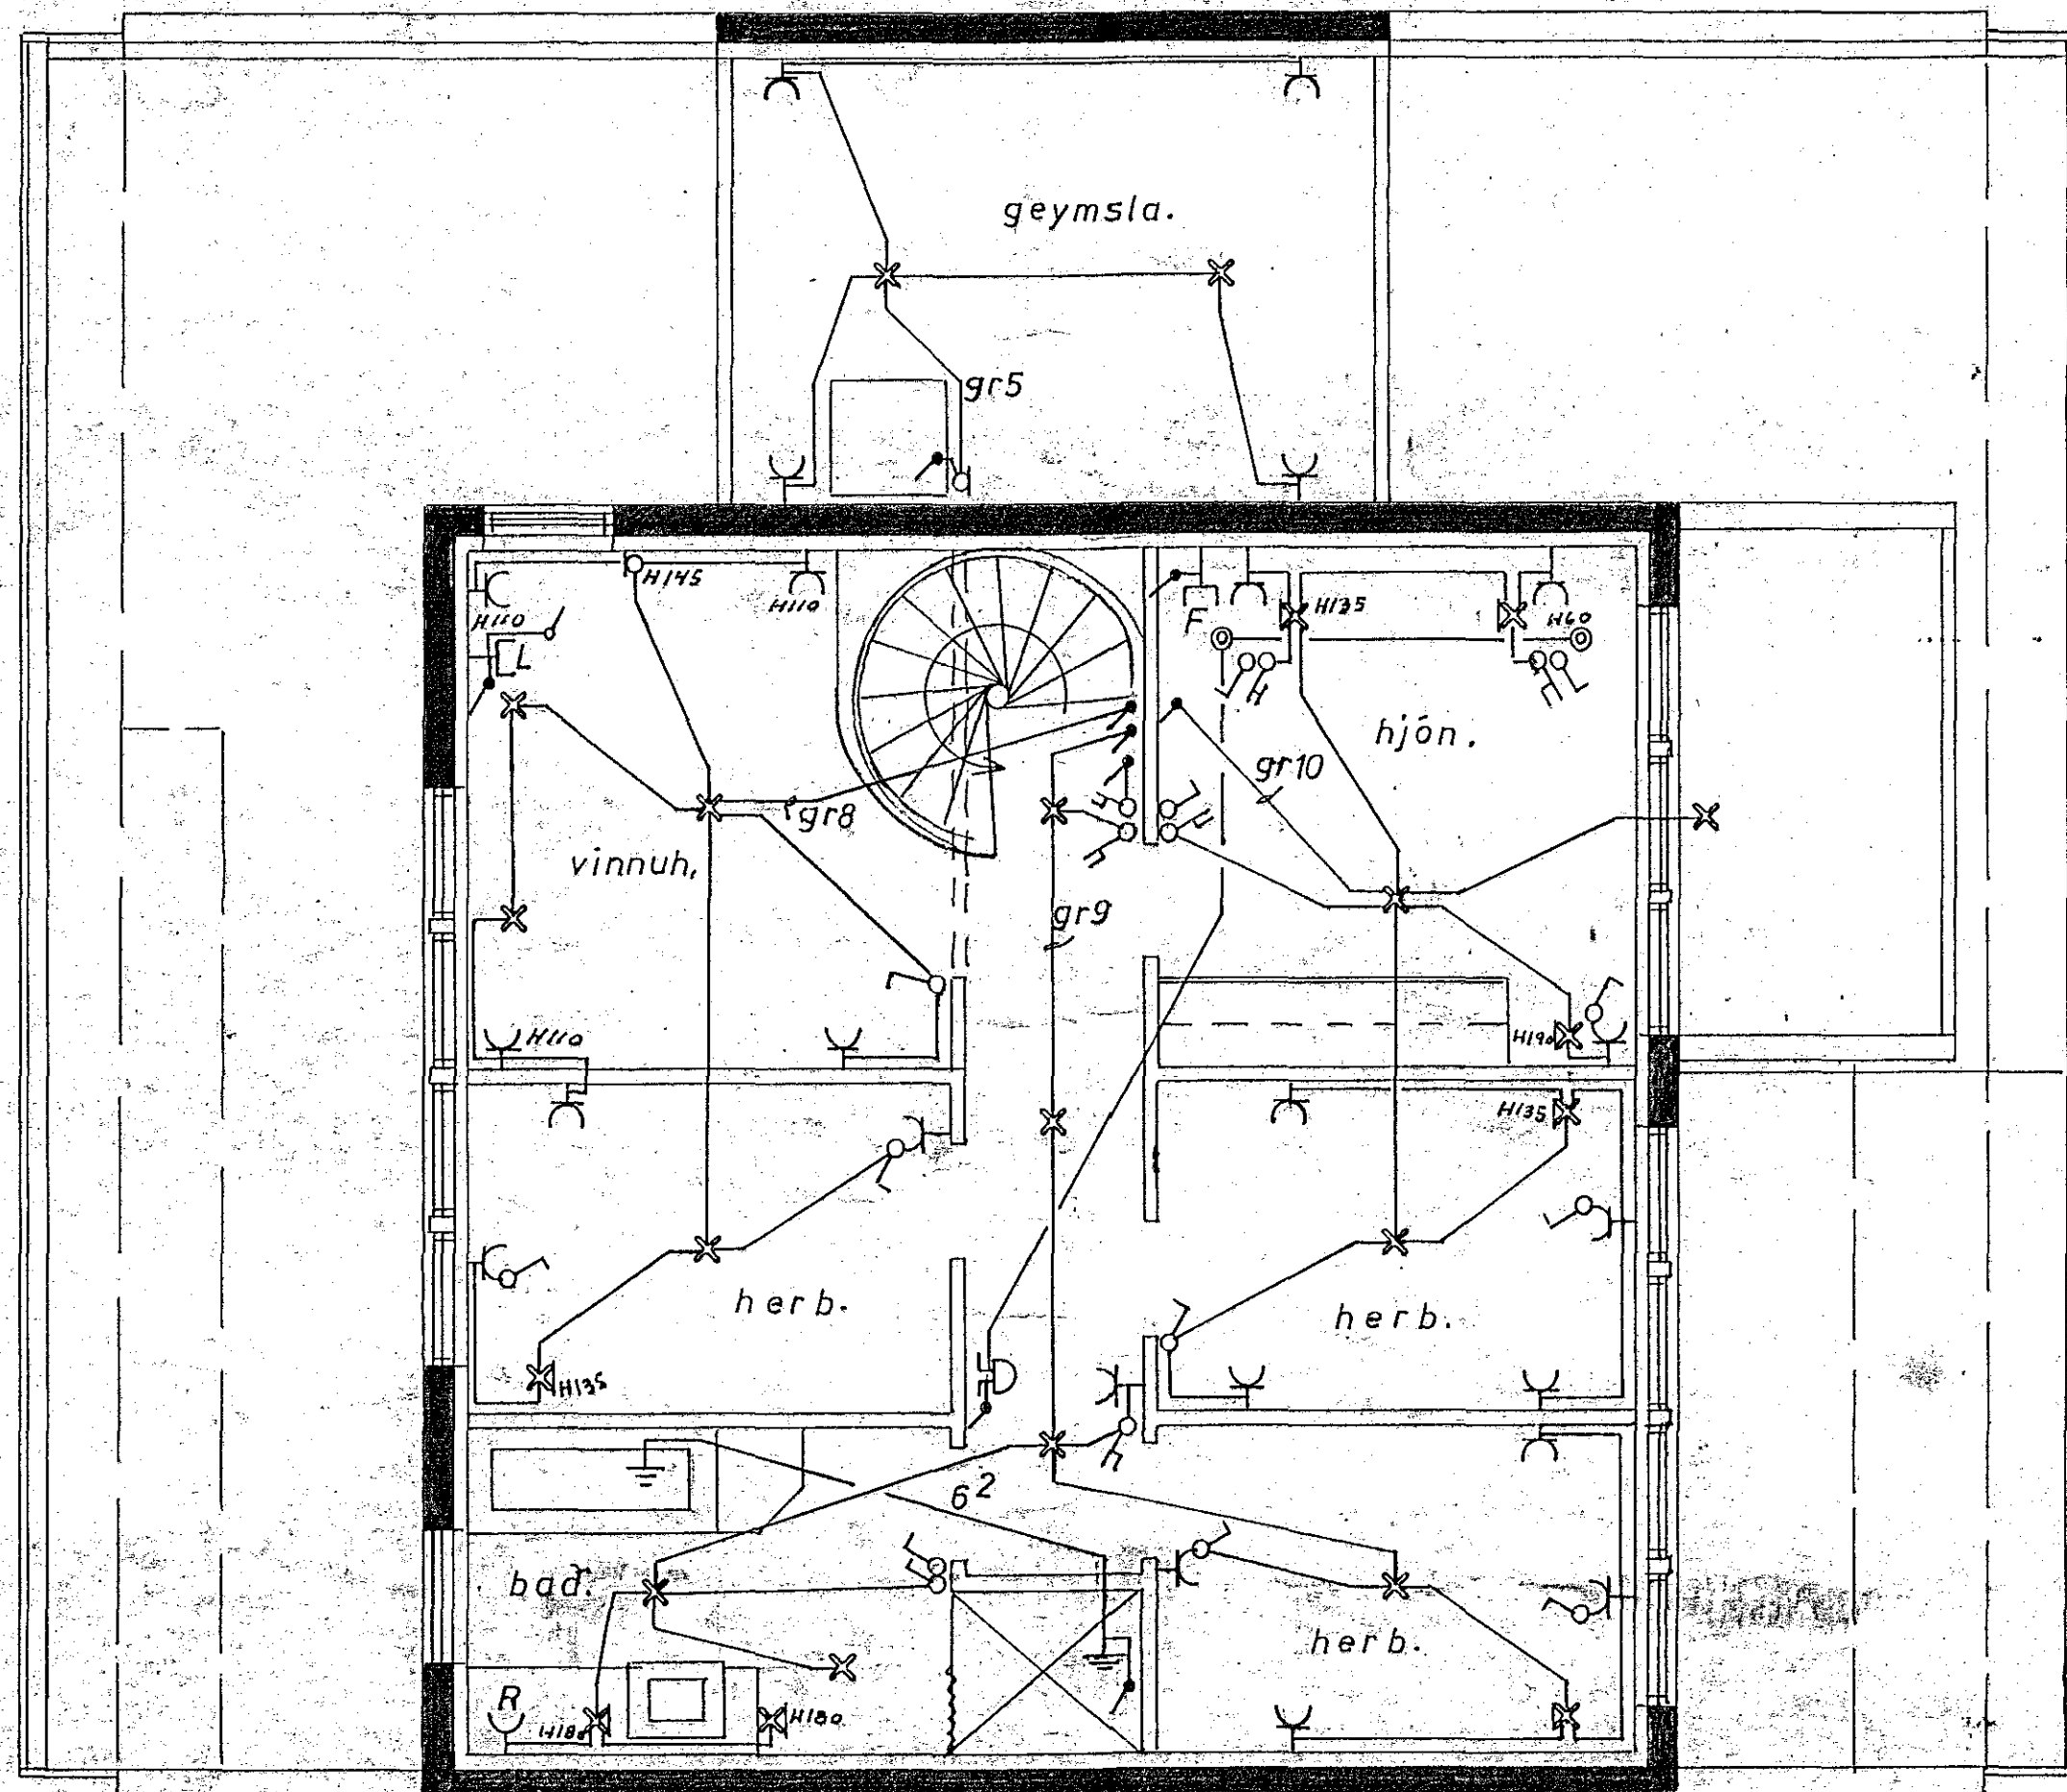 geymsla.
gr5
H145
H110
H110
L
F
H135
H60
hjón.
gr10
gr8
vinnuh,
gr9
H110
H190
H135
herb.
herb.
H135
6²
bað.
herb.
R
H180
H180